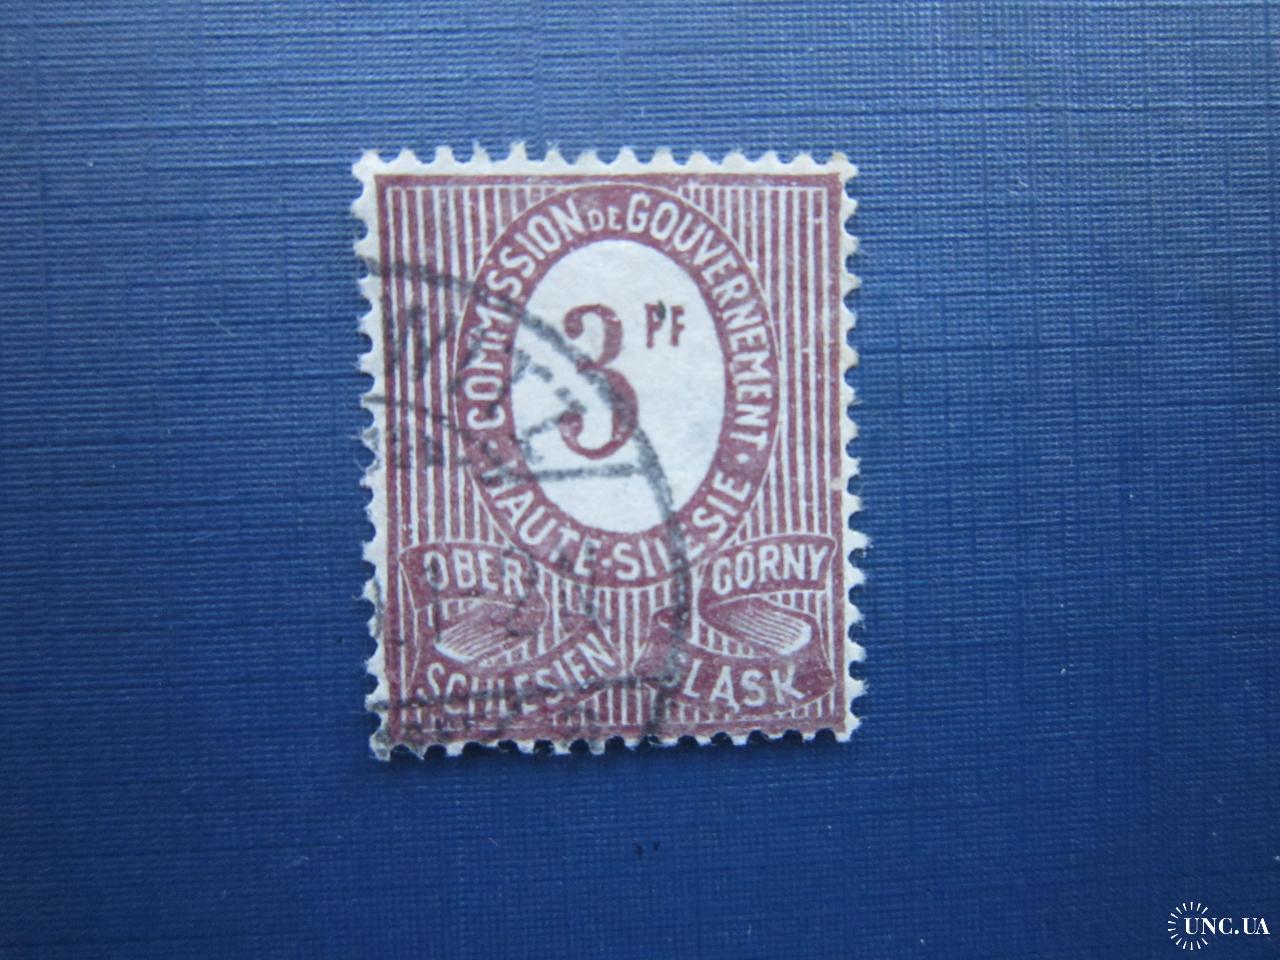 COMMISSION DE GOUVERNEMENT
3 PF
HAUTE-SILESIE
OBER SCHLESIEN
GÓRNY ŚLĄSK
UNC.UA